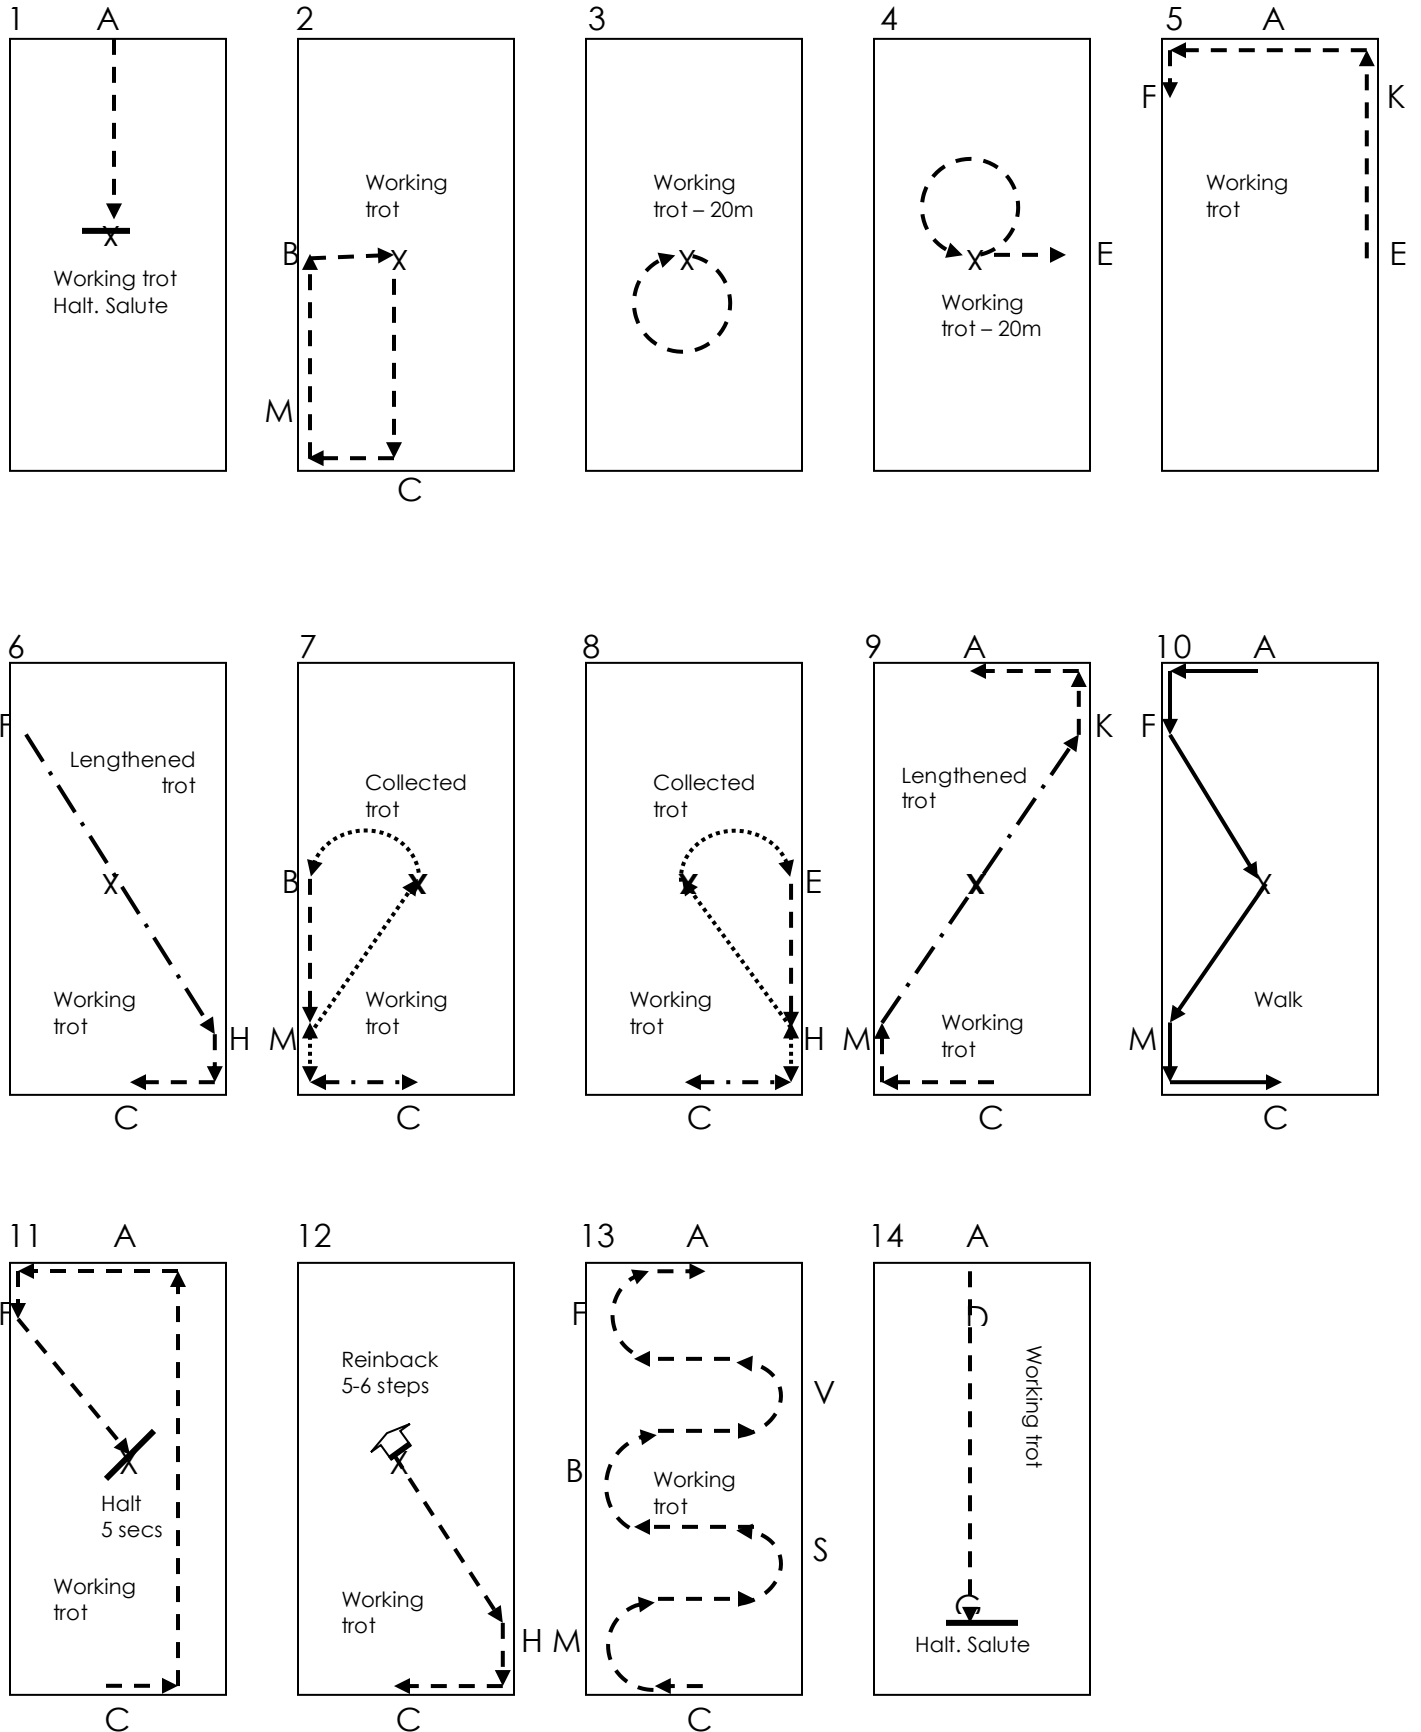 1 A
X
Working trot
Halt. Salute
2
Working
trot
B X
M
C
3
Working
trot – 20m
X
4
X E
Working
trot – 20m
5 A
F K
Working
trot
E
6
F
Lengthened
trot
X
Working
trot
H
C
7
Collected
trot
B X
Working
trot
M
C
8
Collected
trot
X E
Working
trot
H
C
9 A
K
Lengthened
trot
X
M Working
trot
C
10 A
F
X
Walk
M
C
11 A
F
X
Halt
5 secs
Working
trot
C
12
Reinback
5-6 steps
X
Working
trot
H
C
13 A
F
V
B Working
trot
S
M
C
14 A
D
Working trot
G
Halt. Salute